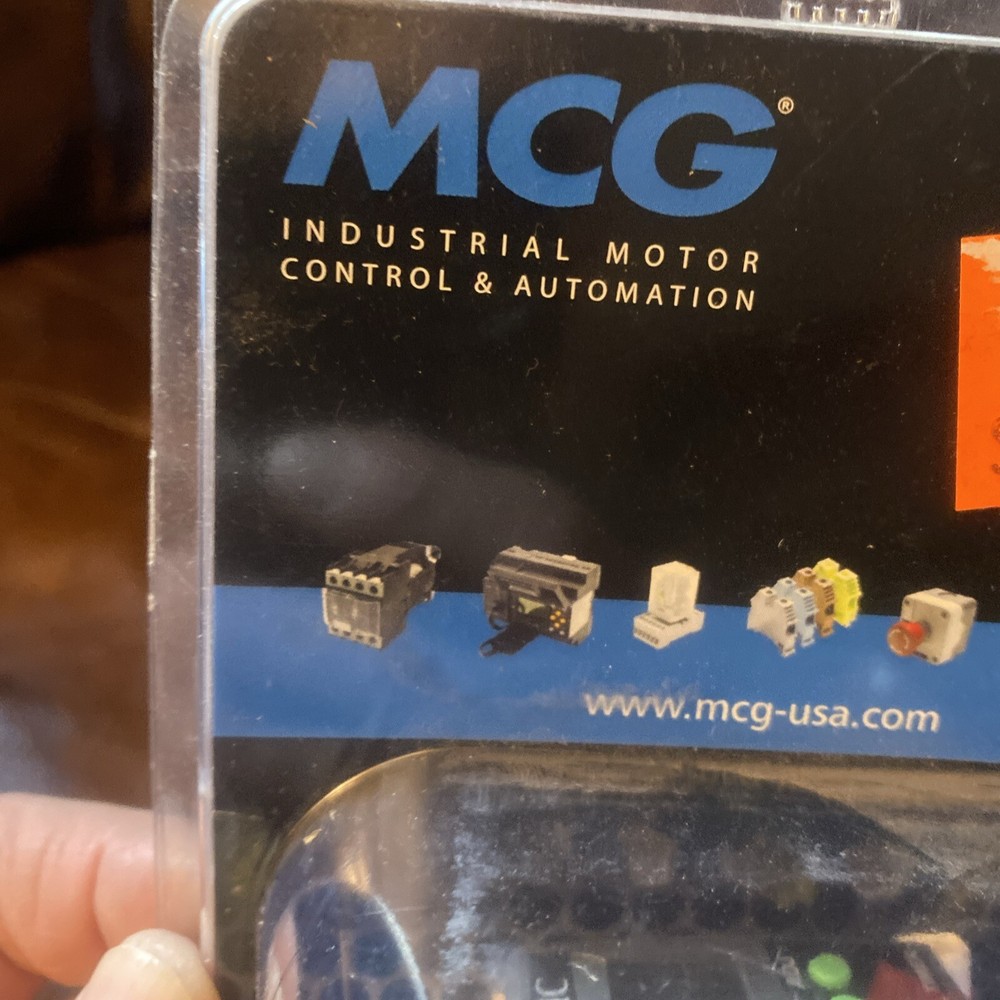 MCG®
INDUSTRIAL MOTOR
CONTROL & AUTOMATION
www.mcg-usa.com